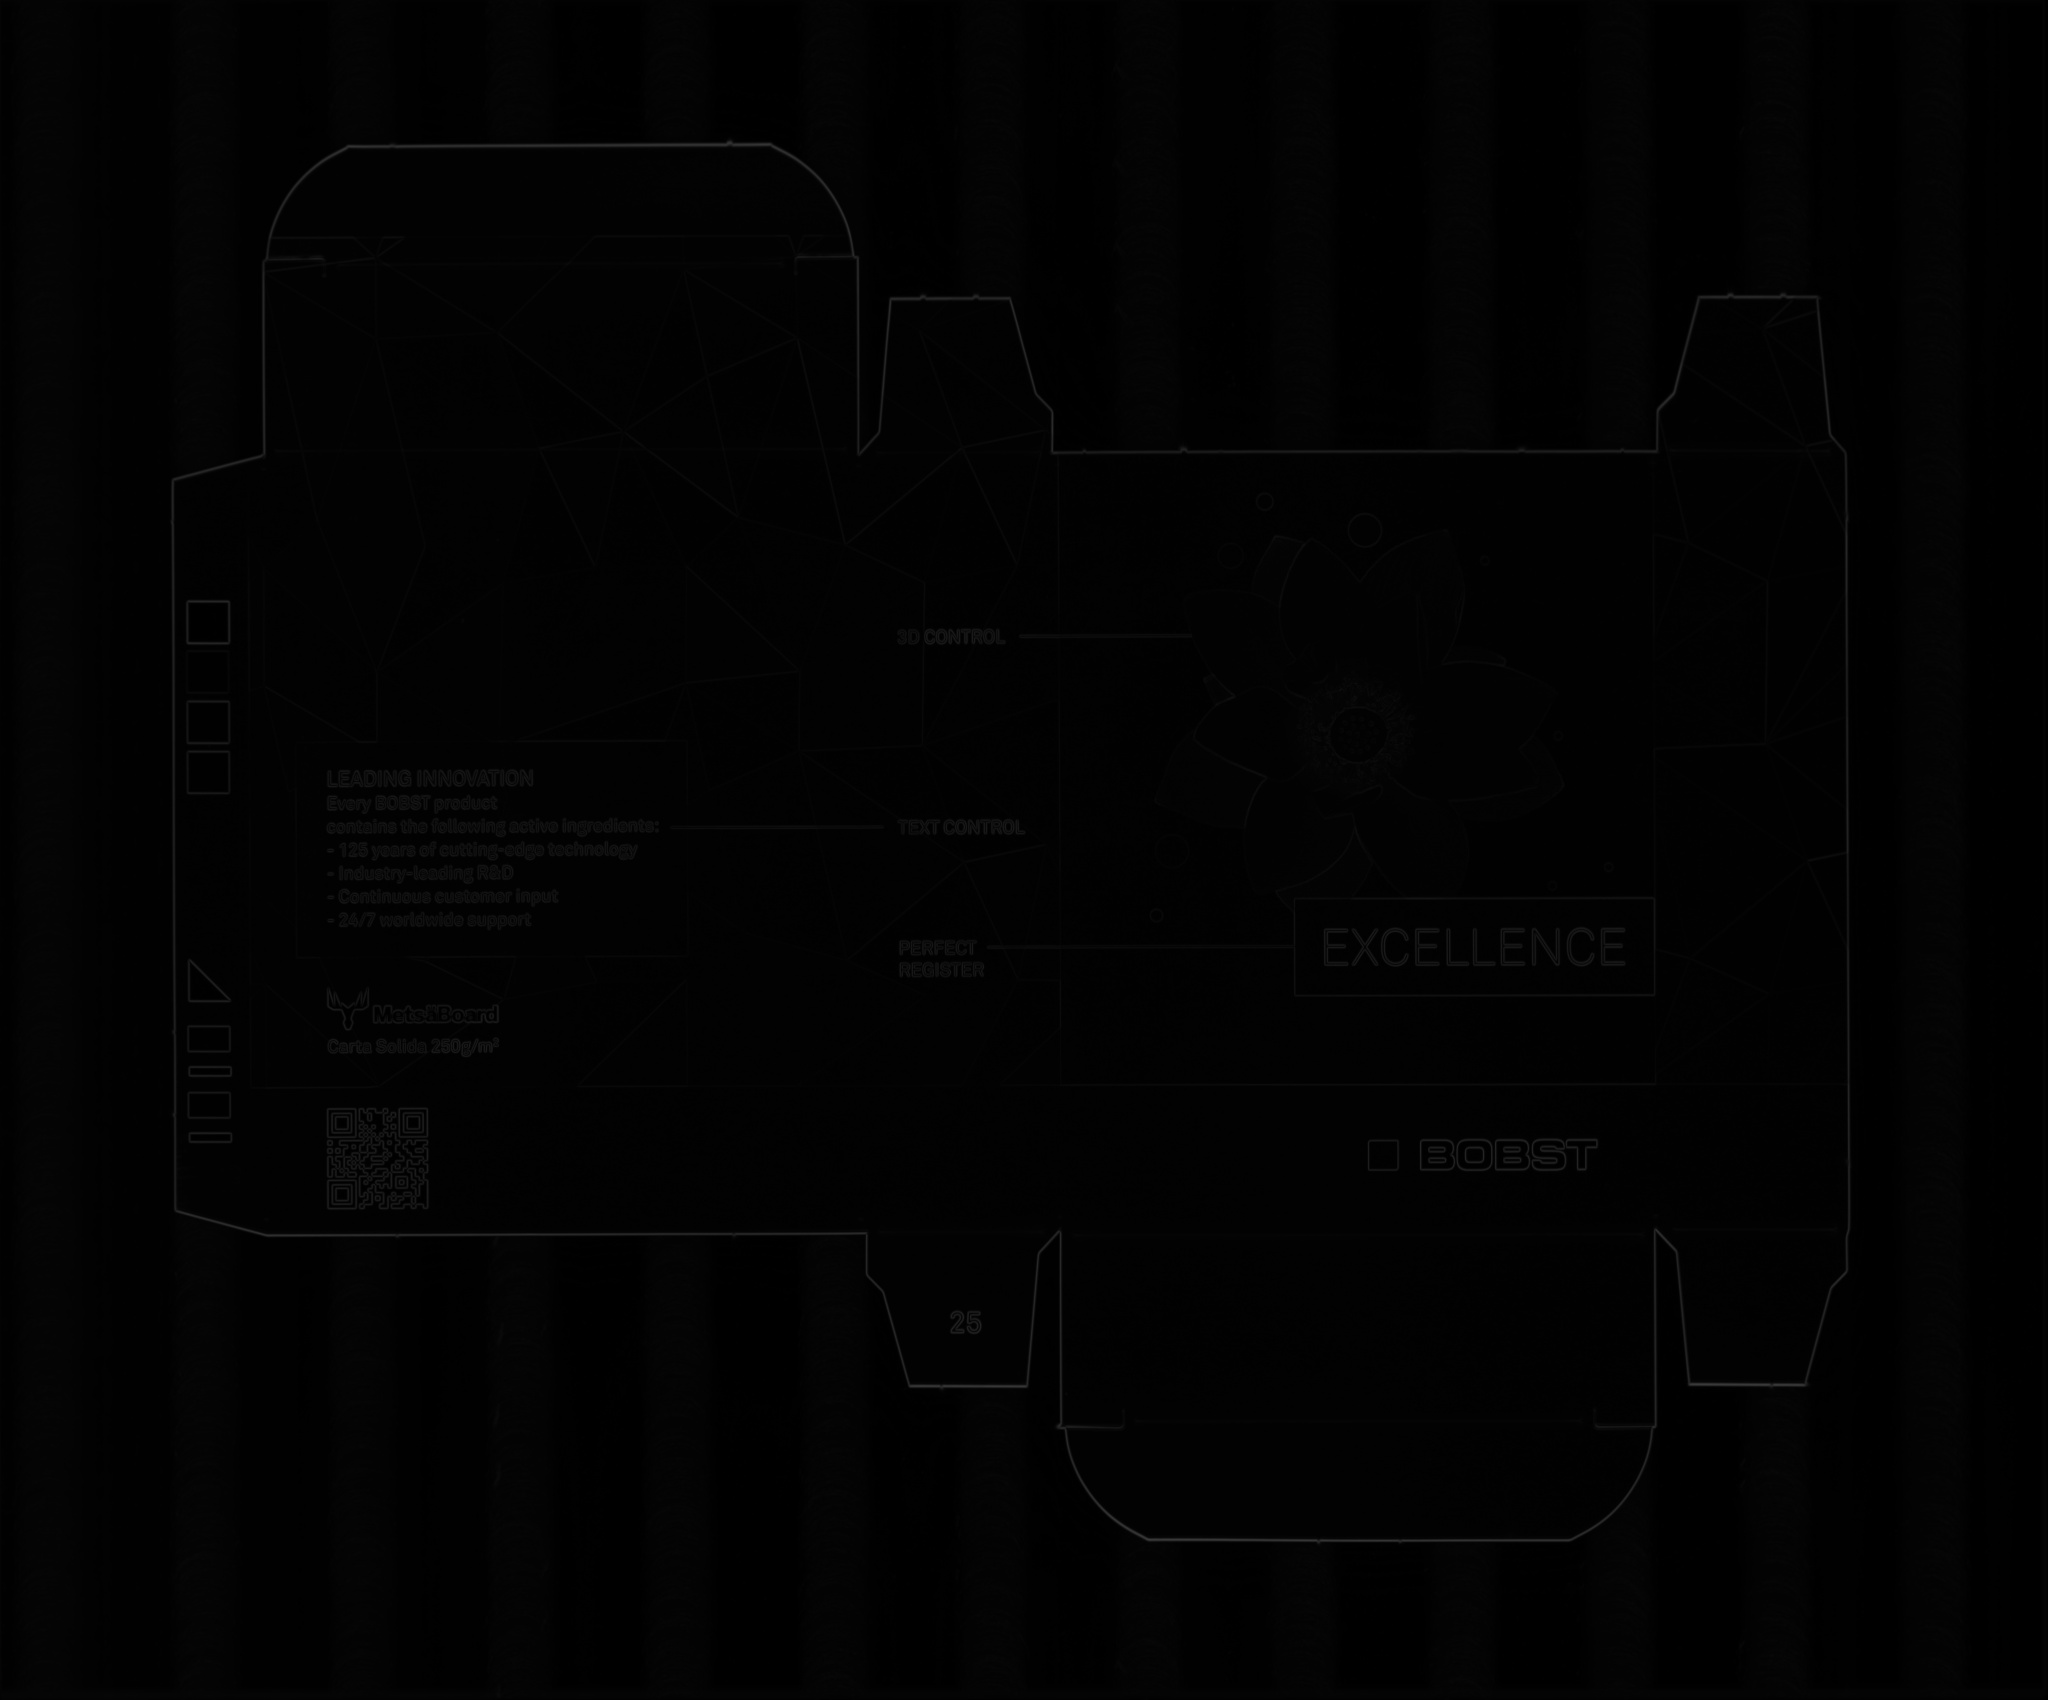 3D CONTROL
LEADING INNOVATION
Every BOBST product
contains the following active ingredients:
- 125 years of cutting-edge technology
- Industry-leading R&D
- Continuous customer input
- 24/7 worldwide support
TEXT CONTROL
PERFECT
REGISTER
EXCELLENCE
MetsäBoard
Carta Solida 250g/m²
BOBST
25